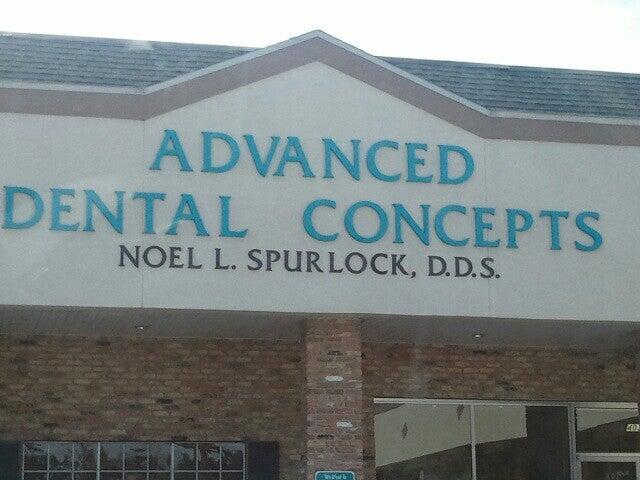 ADVANCED
DENTAL CONCEPTS
NOEL L. SPURLOCK, D.D.S.